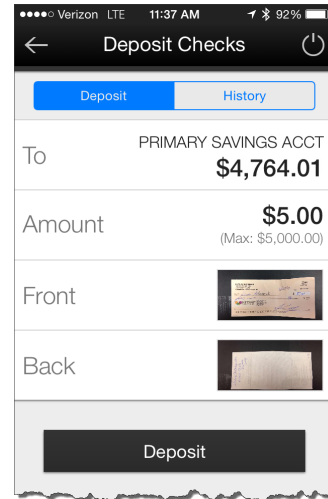 Verizon LTE 11:37 AM 92%
Deposit Checks
Deposit History
To PRIMARY SAVINGS ACCT
$4,764.01
Amount $5.00
(Max: $5,000.00)
Front
Back
Deposit